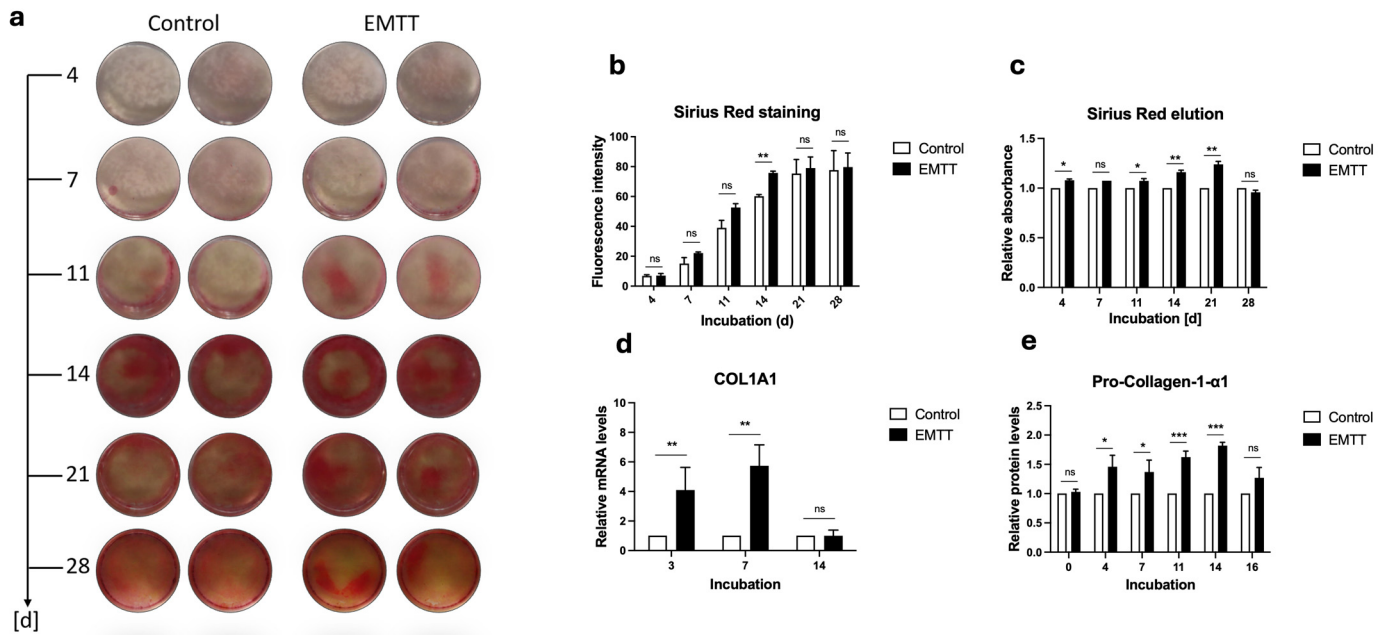 a
Control
EMTT
4
7
11
14
21
28
[d]
b
Sirius Red staining
Fluorescence intensity
100
80
60
40
20
0
ns
ns
ns
**
ns
ns
4
7
11
14
21
28
Incubation (d)
Control
EMTT
c
Sirius Red elution
Relative absorbance
1.5
1.0
0.5
0.0
*
ns
*
**
**
ns
4
7
11
14
21
28
Incubation [d]
Control
EMTT
d
COL1A1
Relative mRNA levels
10
8
6
4
2
0
**
**
ns
3
7
14
Incubation
Control
EMTT
e
Pro-Collagen-1-α1
Relative protein levels
2.5
2.0
1.5
1.0
0.5
0.0
ns
*
*
***
***
ns
0
4
7
11
14
16
Incubation
Control
EMTT